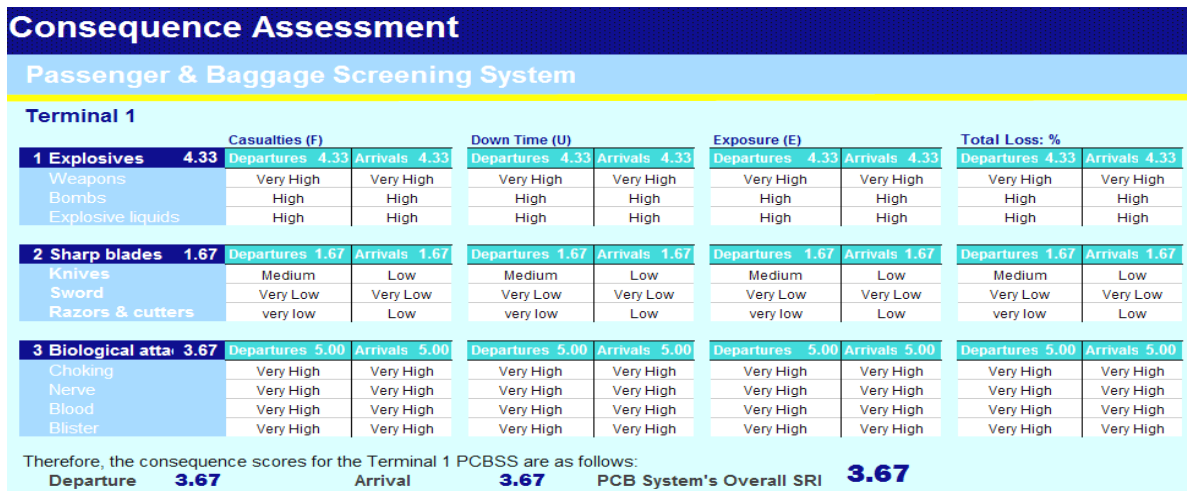 Consequence Assessment
Passenger & Baggage Screening System
Terminal 1
Casualties (F) Down Time (U) Exposure (E) Total Loss: %
1 Explosives 4.33 Departures 4.33 Arrivals 4.33 Departures 4.33 Arrivals 4.33 Departures 4.33 Arrivals 4.33 Departures 4.33 Arrivals 4.33
Weapons Very High Very High Very High Very High Very High Very High Very High Very High
Bombs High High High High High High High High
Explosive liquids High High High High High High High High
2 Sharp blades 1.67 Departures 1.67 Arrivals 1.67 Departures 1.67 Arrivals 1.67 Departures 1.67 Arrivals 1.67 Departures 1.67 Arrivals 1.67
Knives Medium Low Medium Low Medium Low Medium Low
Sword Very Low Very Low Very Low Very Low Very Low Very Low Very Low Very Low
Razors & cutters very low Low very low Low very low Low very low Low
3 Biological atta 3.67 Departures 5.00 Arrivals 5.00 Departures 5.00 Arrivals 5.00 Departures 5.00 Arrivals 5.00 Departures 5.00 Arrivals 5.00
Choking Very High Very High Very High Very High Very High Very High Very High Very High
Nerve Very High Very High Very High Very High Very High Very High Very High Very High
Blood Very High Very High Very High Very High Very High Very High Very High Very High
Blister Very High Very High Very High Very High Very High Very High Very High Very High
Therefore, the consequence scores for the Terminal 1 PCBSS are as follows:
Departure 3.67 Arrival 3.67 PCB System's Overall SRI 3.67